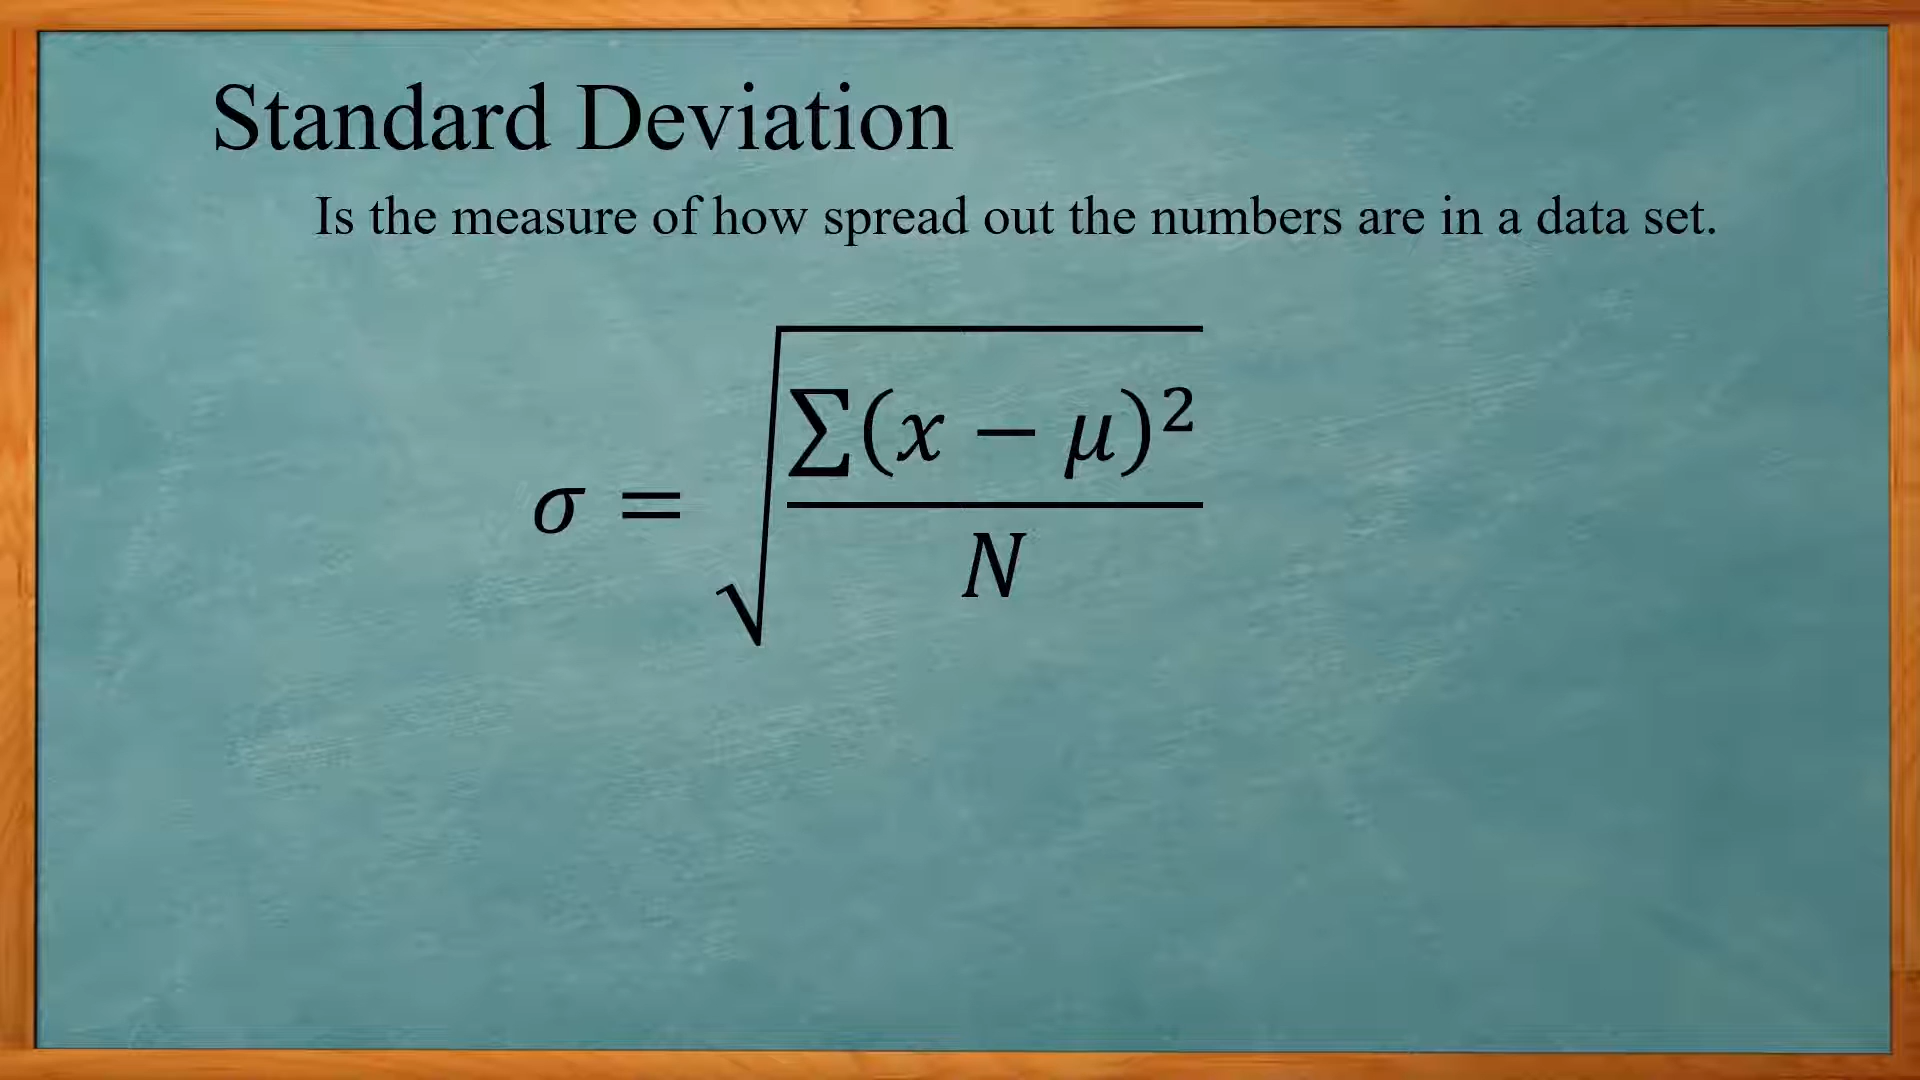 Standard Deviation
Is the measure of how spread out the numbers are in a data set.
σ = √(∑(x − μ)² / N)